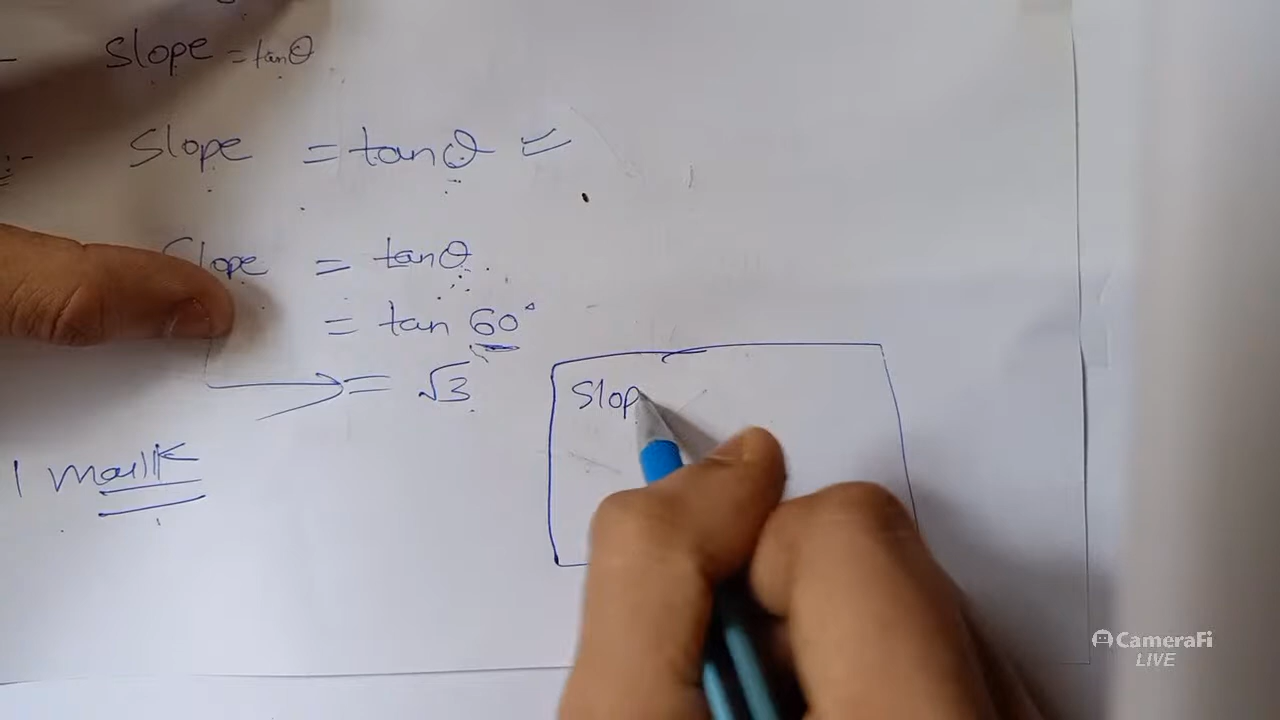 Slope = tanθ
Slope = tanθ =
Slope = tanθ
= tan 60°
= √3
Slop
1 mark
CameraFi
LIVE